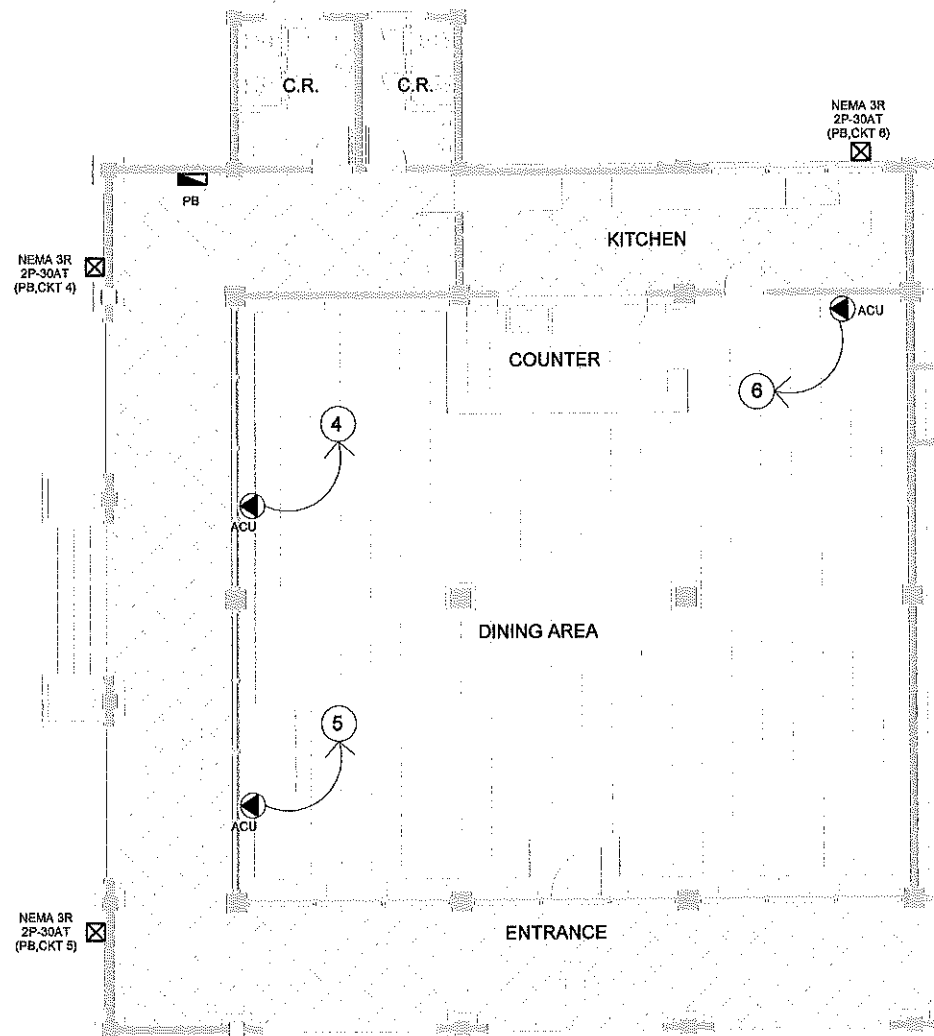 C.R.
C.R.
NEMA 3R
2P-30AT
(PB,CKT 6)
PB
KITCHEN
NEMA 3R
2P-30AT
(PB,CKT 4)
ACU
COUNTER
6
4
ACU
DINING AREA
5
ACU
NEMA 3R
2P-30AT
(PB,CKT 5)
ENTRANCE